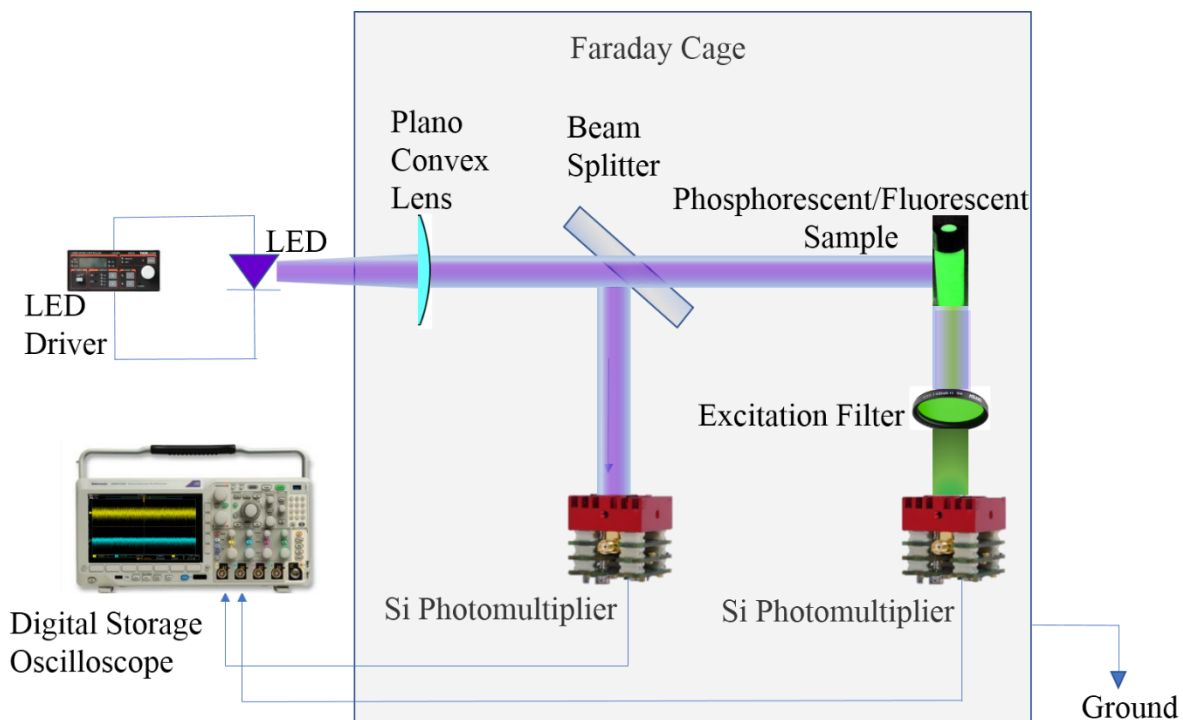 Faraday Cage
Plano
Convex
Lens
Beam
Splitter
Phosphorescent/Fluorescent
Sample
LED
LED
Driver
Excitation Filter
Si Photomultiplier
Si Photomultiplier
Digital Storage
Oscilloscope
Ground